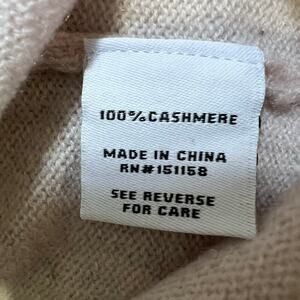 100% CASHMERE
MADE IN CHINA
RN#151158
SEE REVERSE
FOR CARE